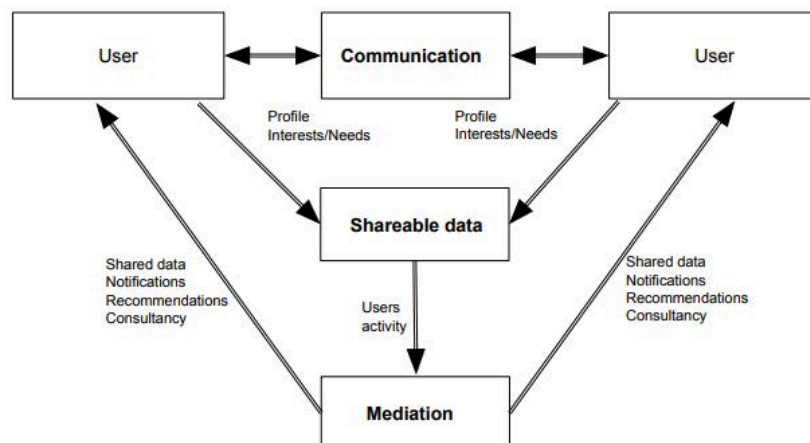 User
Communication
User
Profile
Interests/Needs
Profile
Interests/Needs
Shareable data
Shared data
Notifications
Recommendations
Consultancy
Users
activity
Shared data
Notifications
Recommendations
Consultancy
Mediation